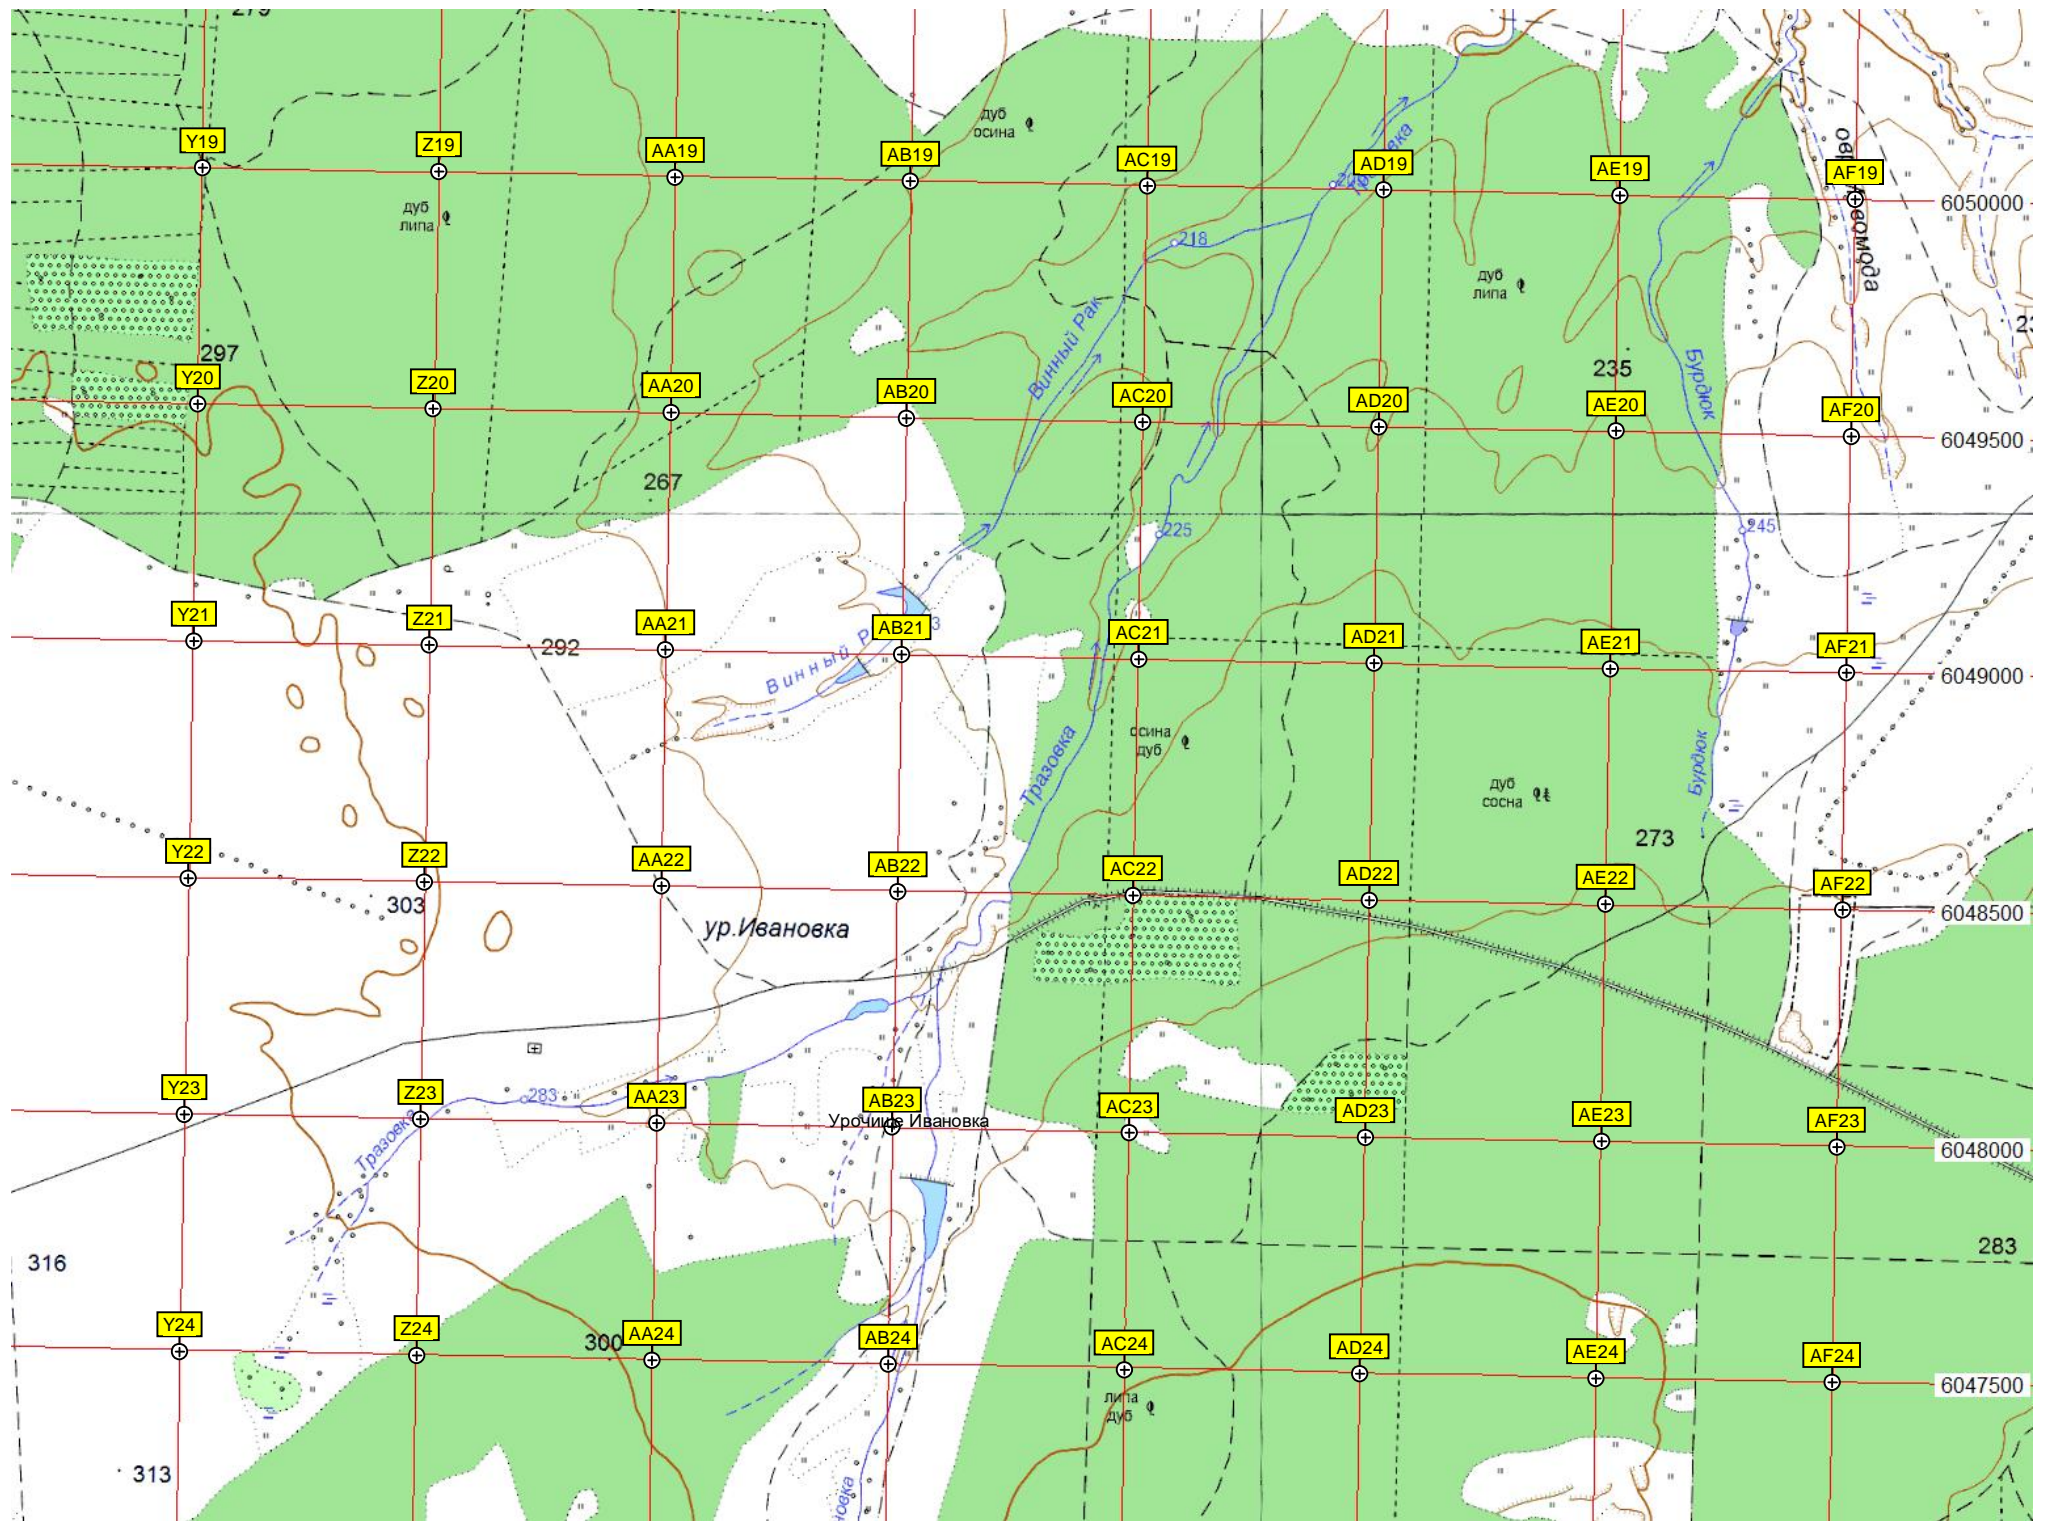 279
дуб
осина
Y19
Z19
AA19
AB19
AC19
AD19
AE19
AF19
6050000
дуб
липа
218
дуб
липа
Винный Рак
297
235
Бурдюк
Y20
Z20
AA20
AB20
AC20
AD20
AE20
AF20
6049500
267
225
245
Y21
Z21
AA21
AB21
AC21
AD21
AE21
AF21
6049000
292
3
Винный
осина
дуб
Тразовка
Бурдюк
дуб
сосна
273
Y22
Z22
AA22
AB22
AC22
AD22
AE22
AF22
6048500
303
ур.Ивановка
283
Y23
Z23
AA23
AB23
AC23
AD23
AE23
AF23
Урочище Ивановка
6048000
Тразовка
316
283
Y24
Z24
AA24
AB24
AC24
AD24
AE24
AF24
300
6047500
липа
дуб
313
овка